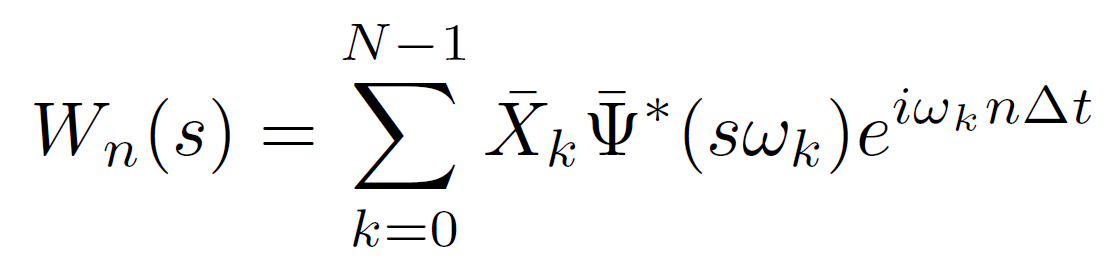 W_n(s) = \sum_{k=0}^{N-1} \bar{X}_k \bar{\Psi}^*(s\omega_k) e^{i\omega_k n\Delta t}